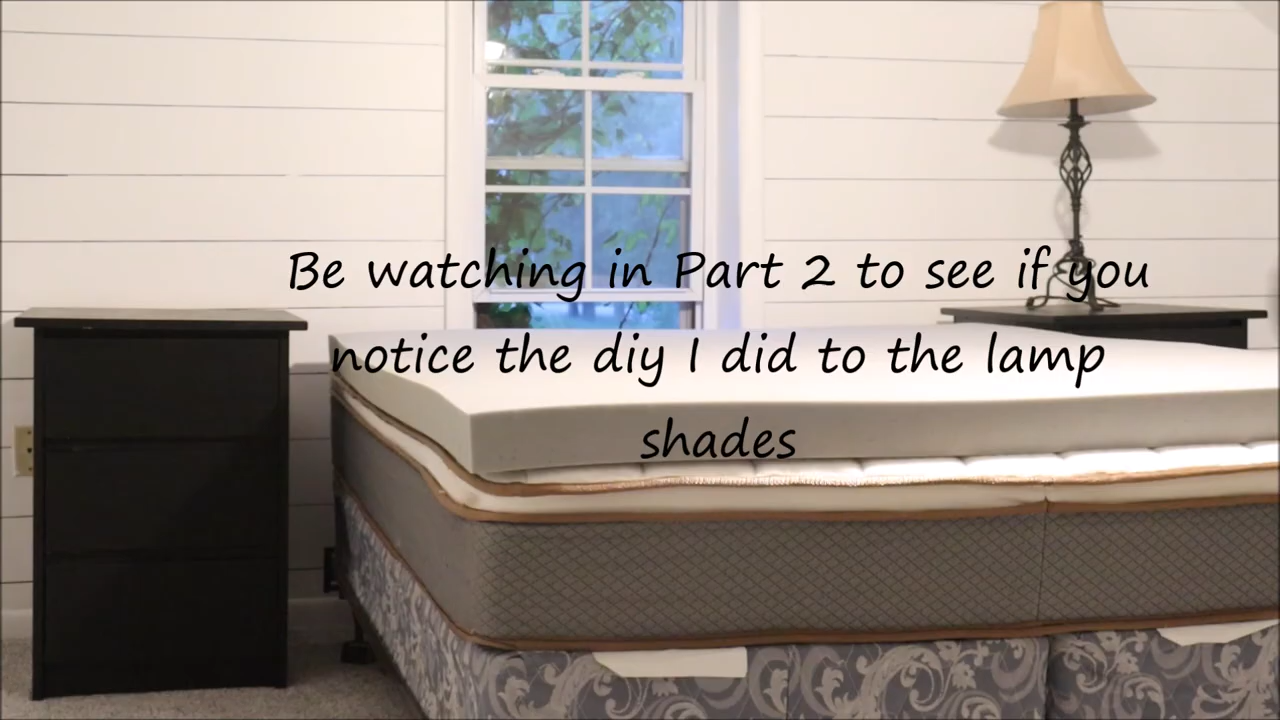 Be watching in Part 2 to see if you
notice the diy I did to the lamp
shades